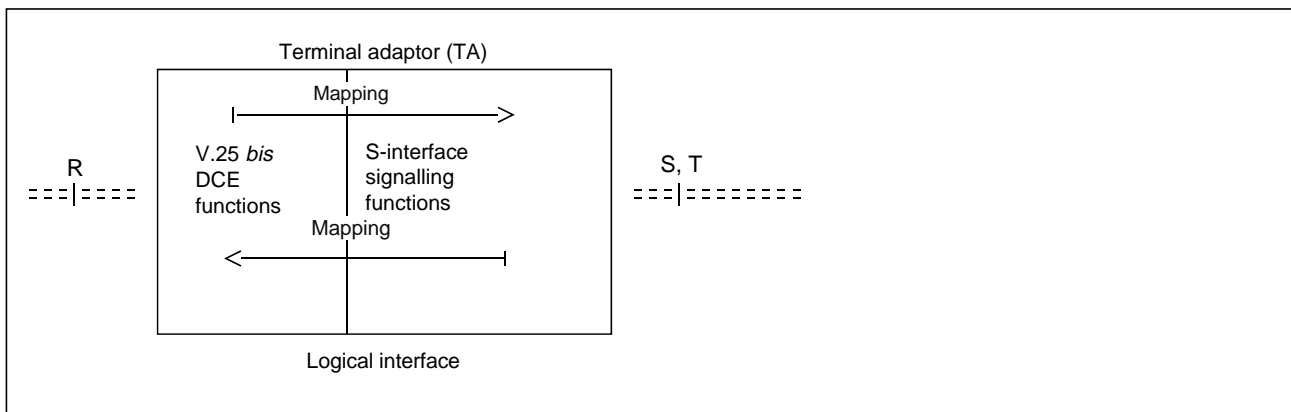 Terminal adaptor (TA)
Mapping
V.25 bis
DCE
functions
S-interface
signalling
functions
R
S, T
Mapping
Logical interface